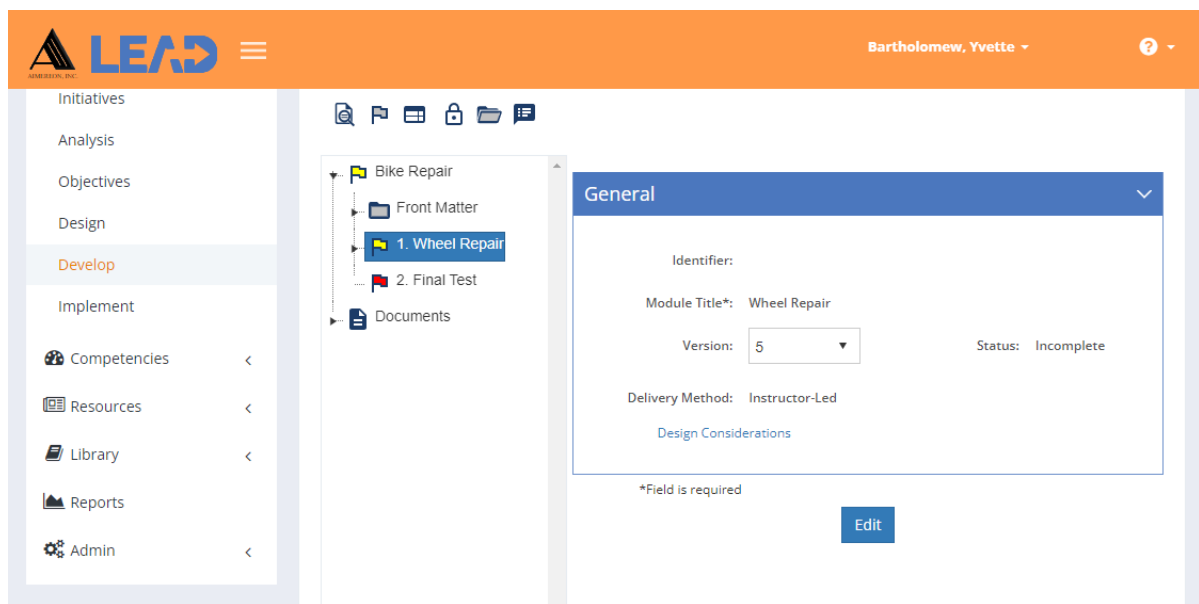 AIMEREON, INC
LEAD
Bartholomew, Yvette
?
Initiatives
Analysis
Objectives
Design
Develop
Implement
Competencies
Resources
Library
Reports
Admin
Bike Repair
Front Matter
1. Wheel Repair
2. Final Test
Documents
General
Identifier:
Module Title*: Wheel Repair
Version: 5 Status: Incomplete
Delivery Method: Instructor-Led
Design Considerations
*Field is required
Edit